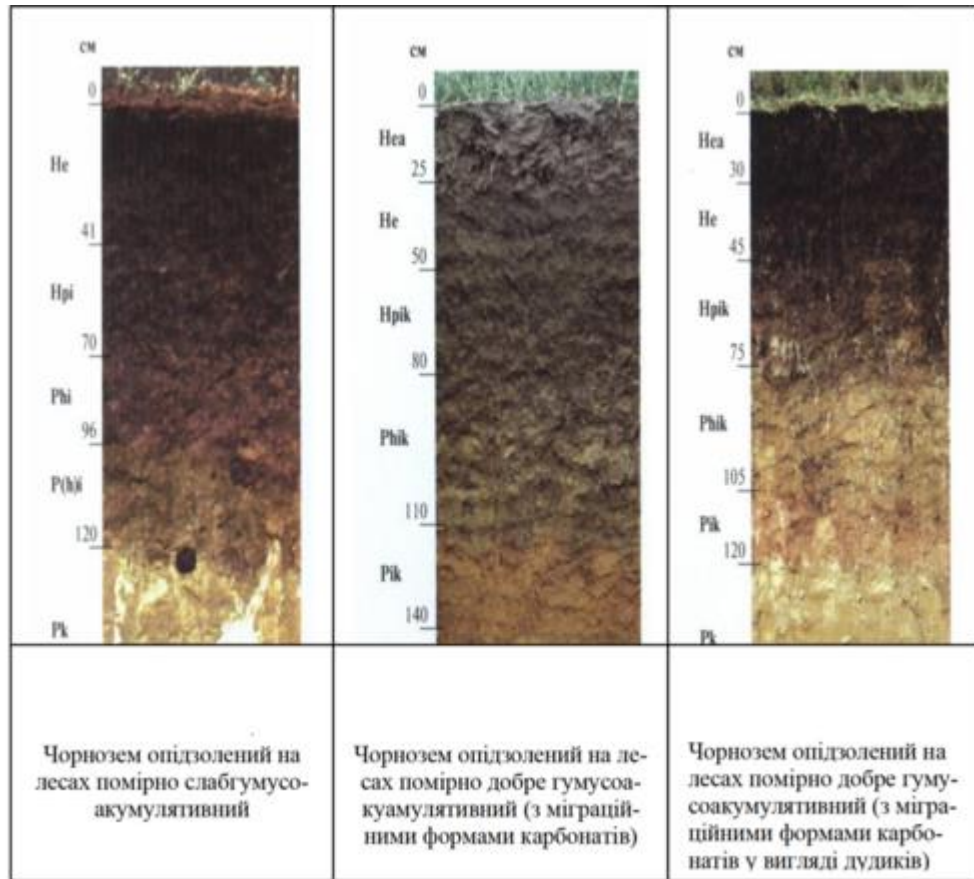 см
0
He
41
Hpi
70
Phi
96
P(h)i
120
Pk
см
0
Hea
25
He
50
Hpik
80
Phik
110
Pik
140
см
0
Hea
30
He
45
Hpik
75
Phik
105
Pik
120
Pk
Чорнозем опідзолений на
лесах помірно слабгумусо-
акумулятивний
Чорнозем опідзолений на ле-
сах помірно добре гумусоа-
куамулятивний (з міграцій-
ними формами карбонатів)
Чорнозем опідзолений на
лесах помірно добре гуму-
соакумулятивний (з мігра-
ційними формами карбо-
натів у вигляді дудиків)